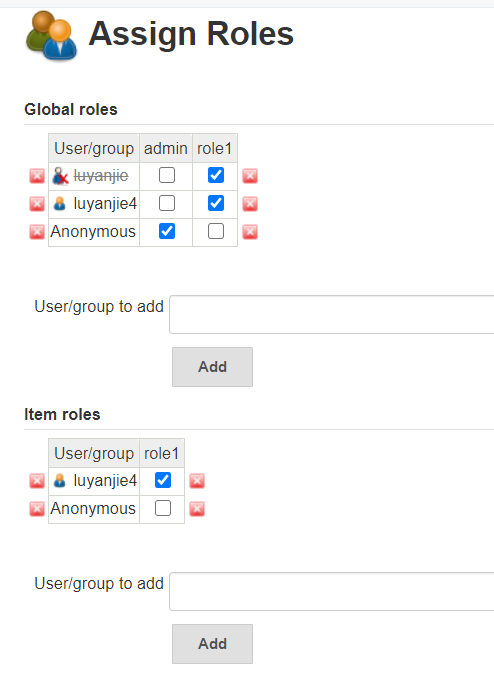 Assign Roles
Global roles
User/group admin role1
luyanjie
luyanjie4
Anonymous
User/group to add
Add
Item roles
User/group role1
luyanjie4
Anonymous
User/group to add
Add